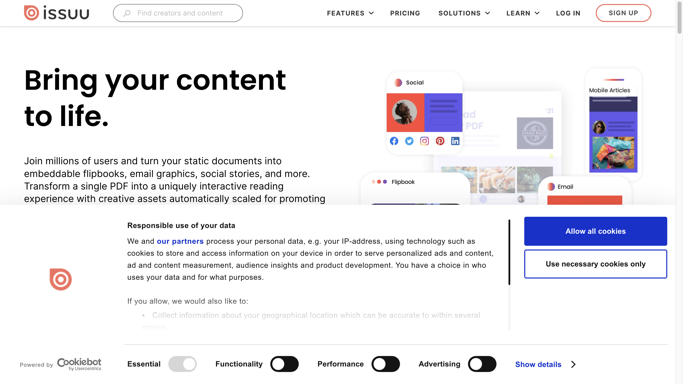 issuu
Find creators and content
FEATURES
PRICING
SOLUTIONS
LEARN
LOG IN
SIGN UP
Bring your content
to life.
Join millions of users and turn your static documents into
embeddable flipbooks, email graphics, social stories, and more.
Transform a single PDF into a uniquely interactive reading
experience with creative assets automatically scaled for promoting
Social
Mobile Articles
PDF
'21
Flipbook
Email
Responsible use of your data
We and our partners process your personal data, e.g. your IP-address, using technology such as
cookies to store and access information on your device in order to serve personalized ads and content,
ad and content measurement, audience insights and product development. You have a choice in who
uses your data and for what purposes.
If you allow, we would also like to:
• Collect information about your geographical location which can be accurate to within several
Allow all cookies
Use necessary cookies only
Powered by Cookiebot
by Usercentrics
Essential
Functionality
Performance
Advertising
Show details